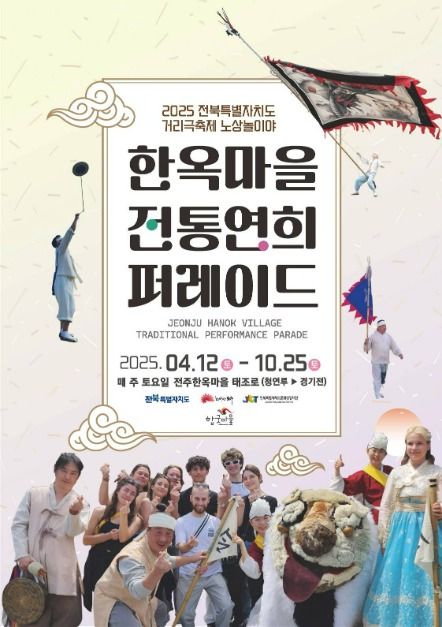 2025 전북특별자치도
거리극축제 노상놀이야
한옥마을
전통연희
퍼레이드
JEONJU HANOK VILLAGE
TRADITIONAL PERFORMANCE PARADE
2025. 04.12 토 - 10.25 토
매 주 토요일 전주한옥마을 태조로 (청연루 ▶ 경기전)
전북특별자치도